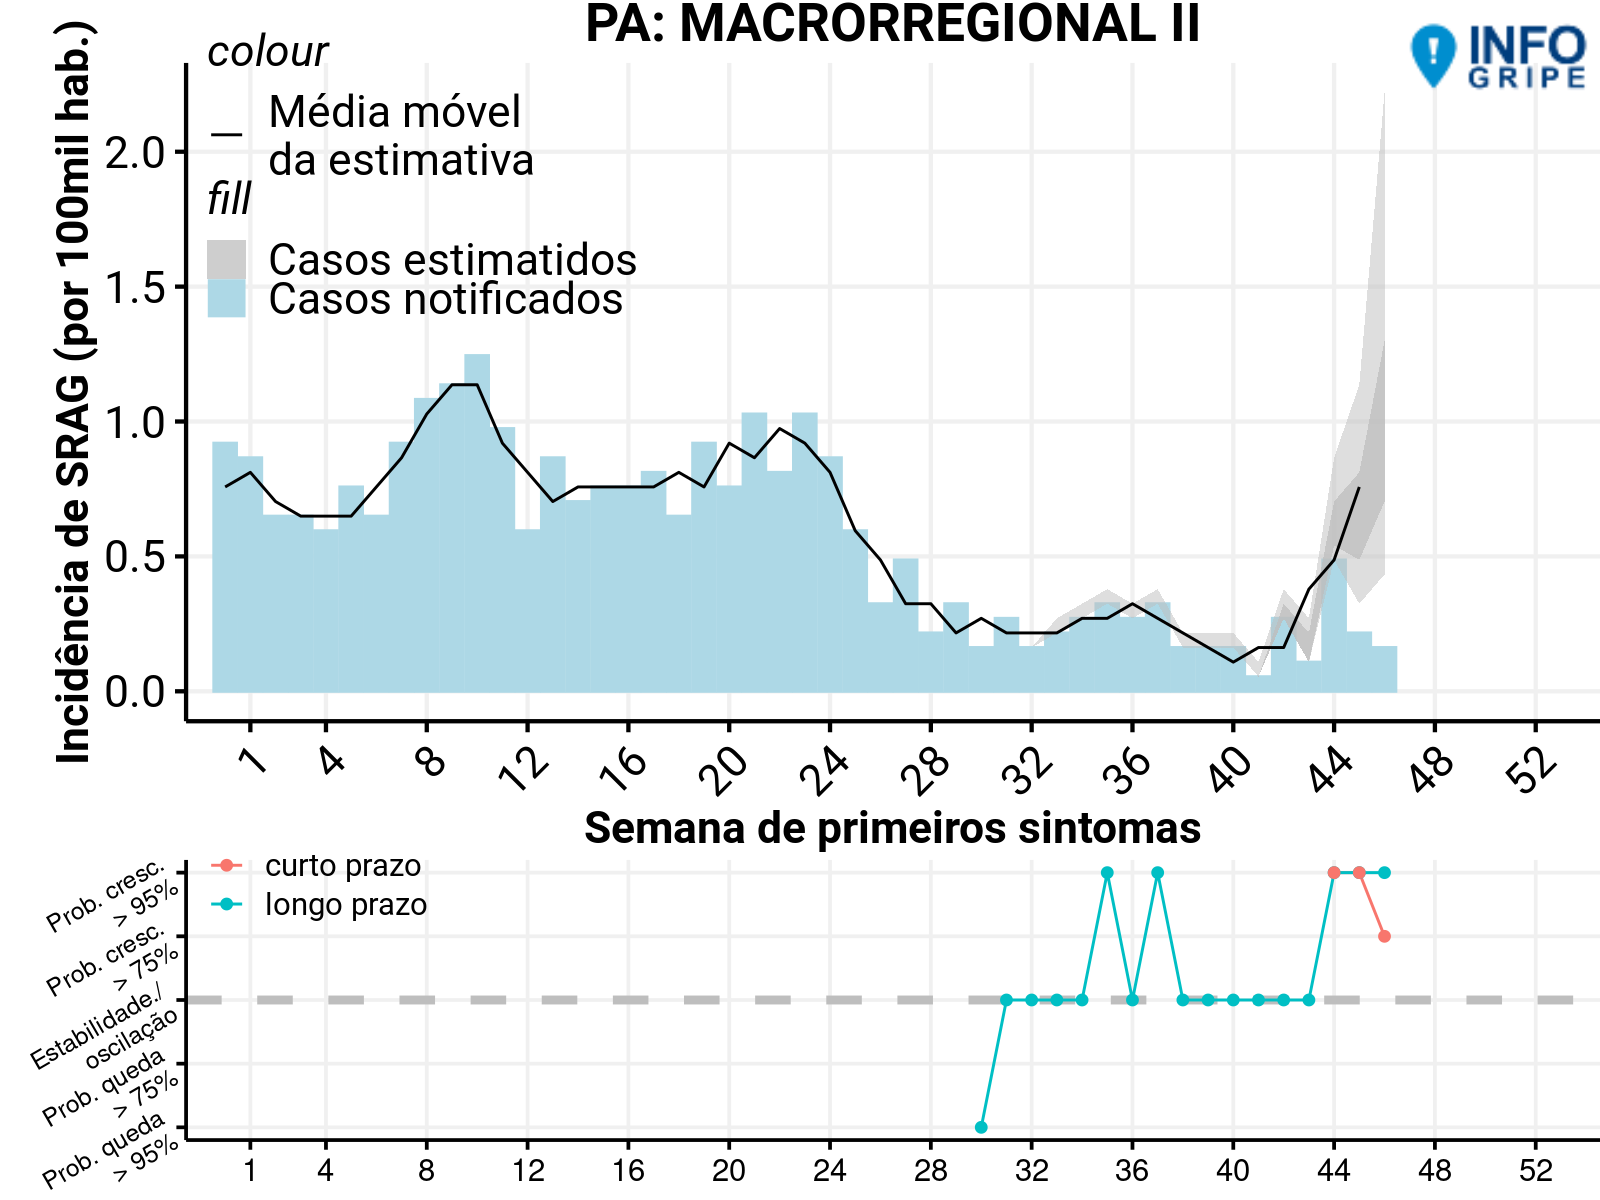 PA: MACRORREGIONAL II
INFO
GRIPE
Incidência de SRAG (por 100mil hab.)
colour
Média móvel
da estimativa
fill
Casos estimatidos
Casos notificados
2.0
1.5
1.0
0.5
0.0
1 4 8 12 16 20 24 28 32 36 40 44 48 52
Semana de primeiros sintomas
curto prazo
longo prazo
Prob. cresc.
> 95%
Prob. cresc.
> 75%
Estabilidade./
oscilação
Prob. queda
> 75%
Prob. queda
> 95%
1 4 8 12 16 20 24 28 32 36 40 44 48 52